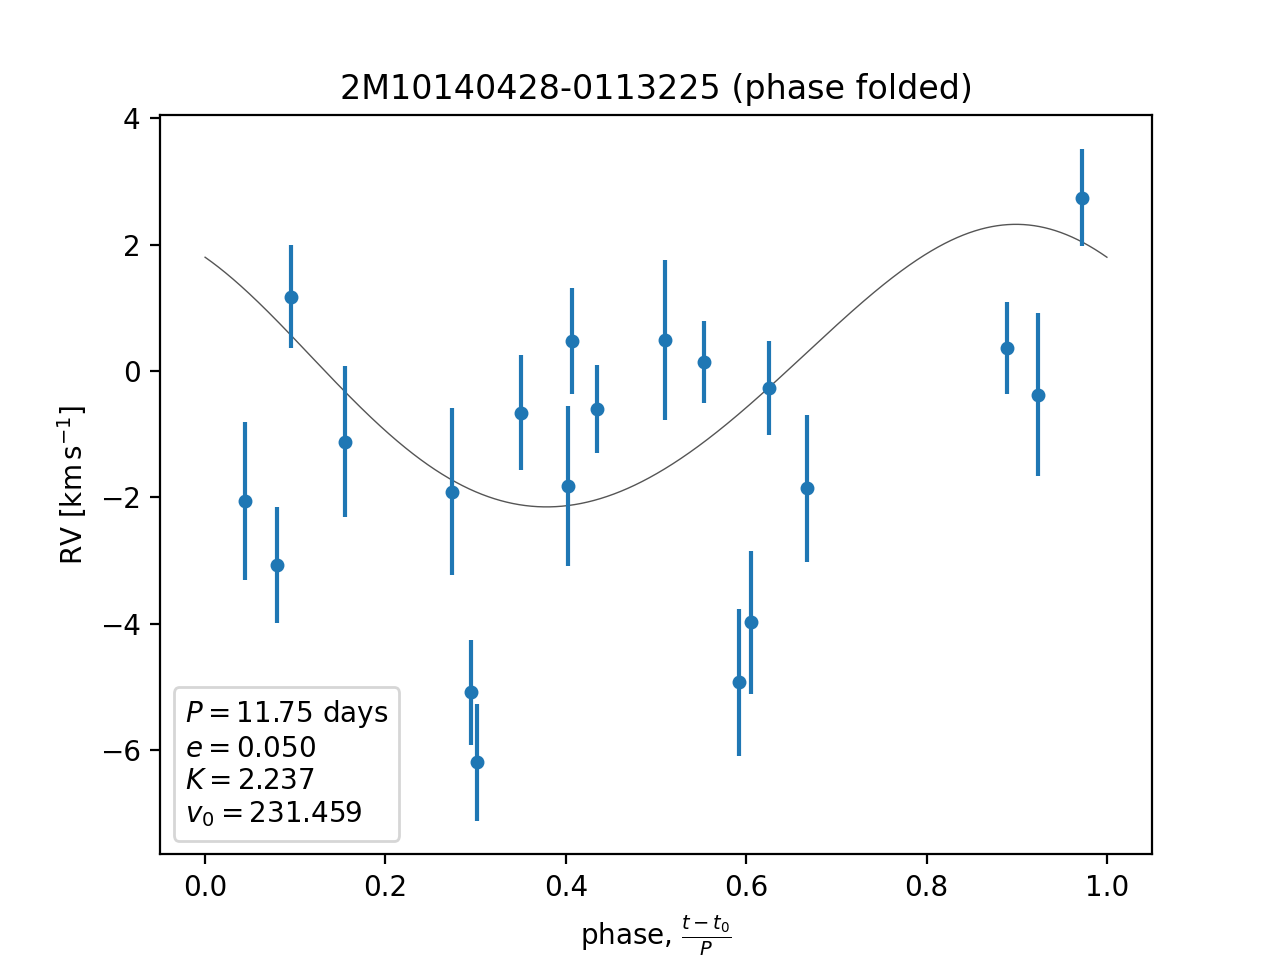 2M10140428-0113225 (phase folded)
RV [km s⁻¹]
4
2
0
−2
−4
−6
P = 11.75 days
e = 0.050
K = 2.237
v₀ = 231.459
0.0 0.2 0.4 0.6 0.8 1.0
phase, (t − t₀)/P